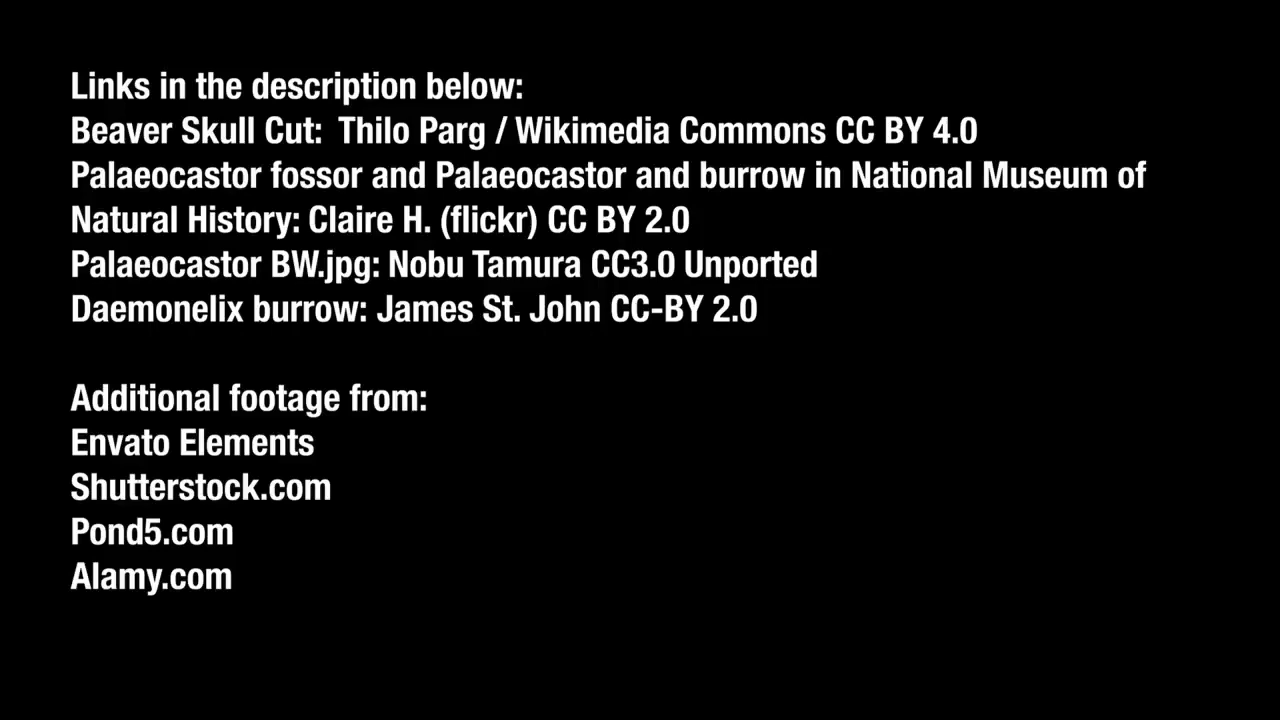 Links in the description below:
Beaver Skull Cut:  Thilo Parg / Wikimedia Commons CC BY 4.0
Palaeocastor fossor and Palaeocastor and burrow in National Museum of
Natural History: Claire H. (flickr) CC BY 2.0
Palaeocastor BW.jpg: Nobu Tamura CC3.0 Unported
Daemonelix burrow: James St. John CC-BY 2.0

Additional footage from:
Envato Elements
Shutterstock.com
Pond5.com
Alamy.com